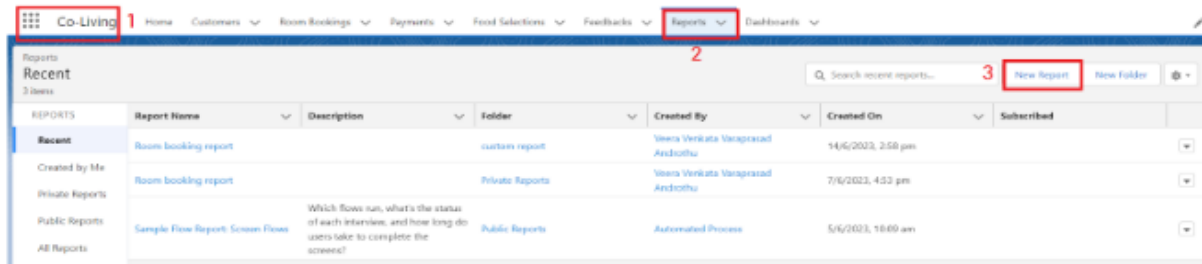 Co-Living 1 Home Customers Room Bookings Payments Food Selections Feedbacks Reports Dashboards
2
Reports
Recent
3 items
Search recent reports... 3 New Report New Folder
REPORTS Report Name Description Folder Created By Created On Subscribed
Recent
Created by Me
Private Reports
Public Reports
All Reports
Room booking report custom report Veera Venkata Varaprasad 14/6/2023, 2:58 pm
Androthu
Room booking report Private Reports Veera Venkata Varaprasad 7/6/2023, 4:53 pm
Androthu
Which flows run, what's the status
of each interview, and how long do
users take to complete the
screens?
Sample Flow Report: Screen Flows Public Reports Automated Process 5/6/2023, 10:09 am